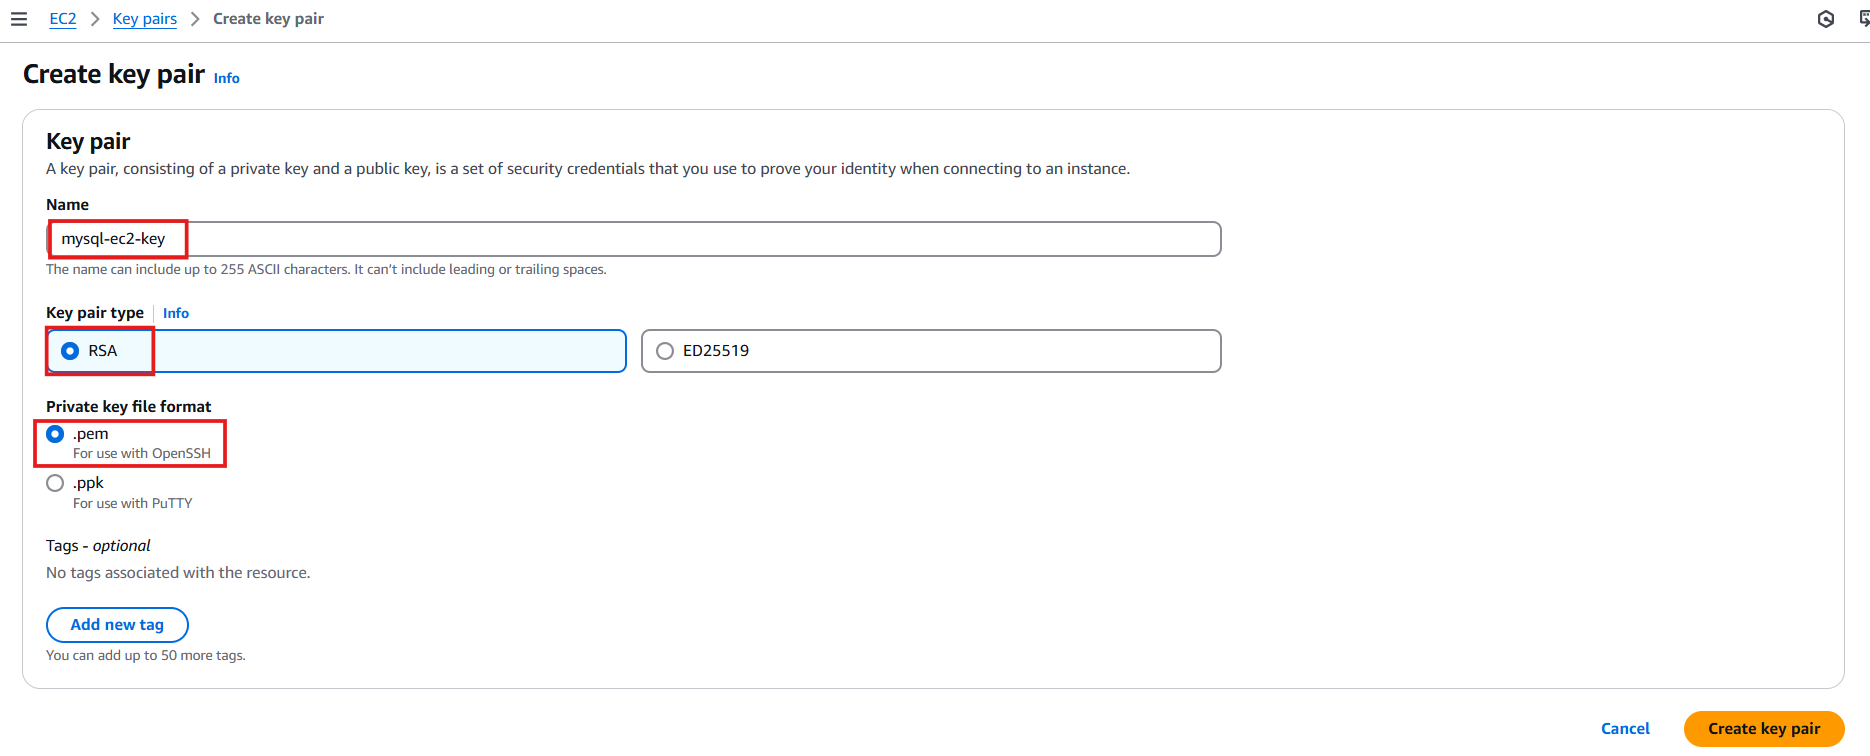 EC2 > Key pairs > Create key pair
Create key pair Info
Key pair
A key pair, consisting of a private key and a public key, is a set of security credentials that you use to prove your identity when connecting to an instance.
Name
mysql-ec2-key
The name can include up to 255 ASCII characters. It can't include leading or trailing spaces.
Key pair type Info
RSA ED25519
Private key file format
.pem
For use with OpenSSH
.ppk
For use with PuTTY
Tags - optional
No tags associated with the resource.
Add new tag
You can add up to 50 more tags.
Cancel Create key pair